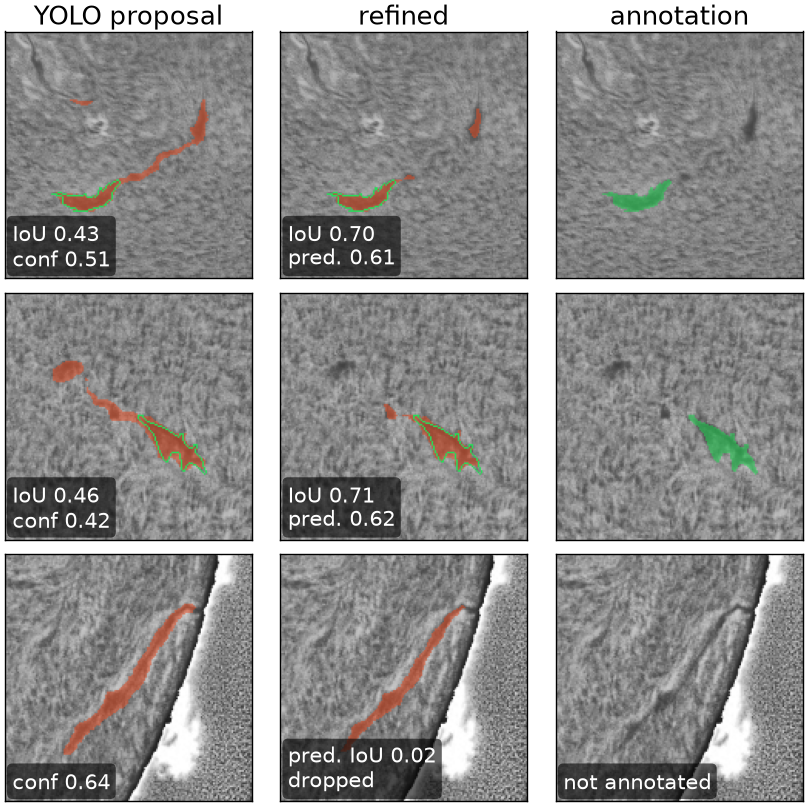 YOLO proposal
refined
annotation
IoU 0.43
conf 0.51
IoU 0.70
pred. 0.61
IoU 0.46
conf 0.42
IoU 0.71
pred. 0.62
conf 0.64
pred. IoU 0.02
dropped
not annotated